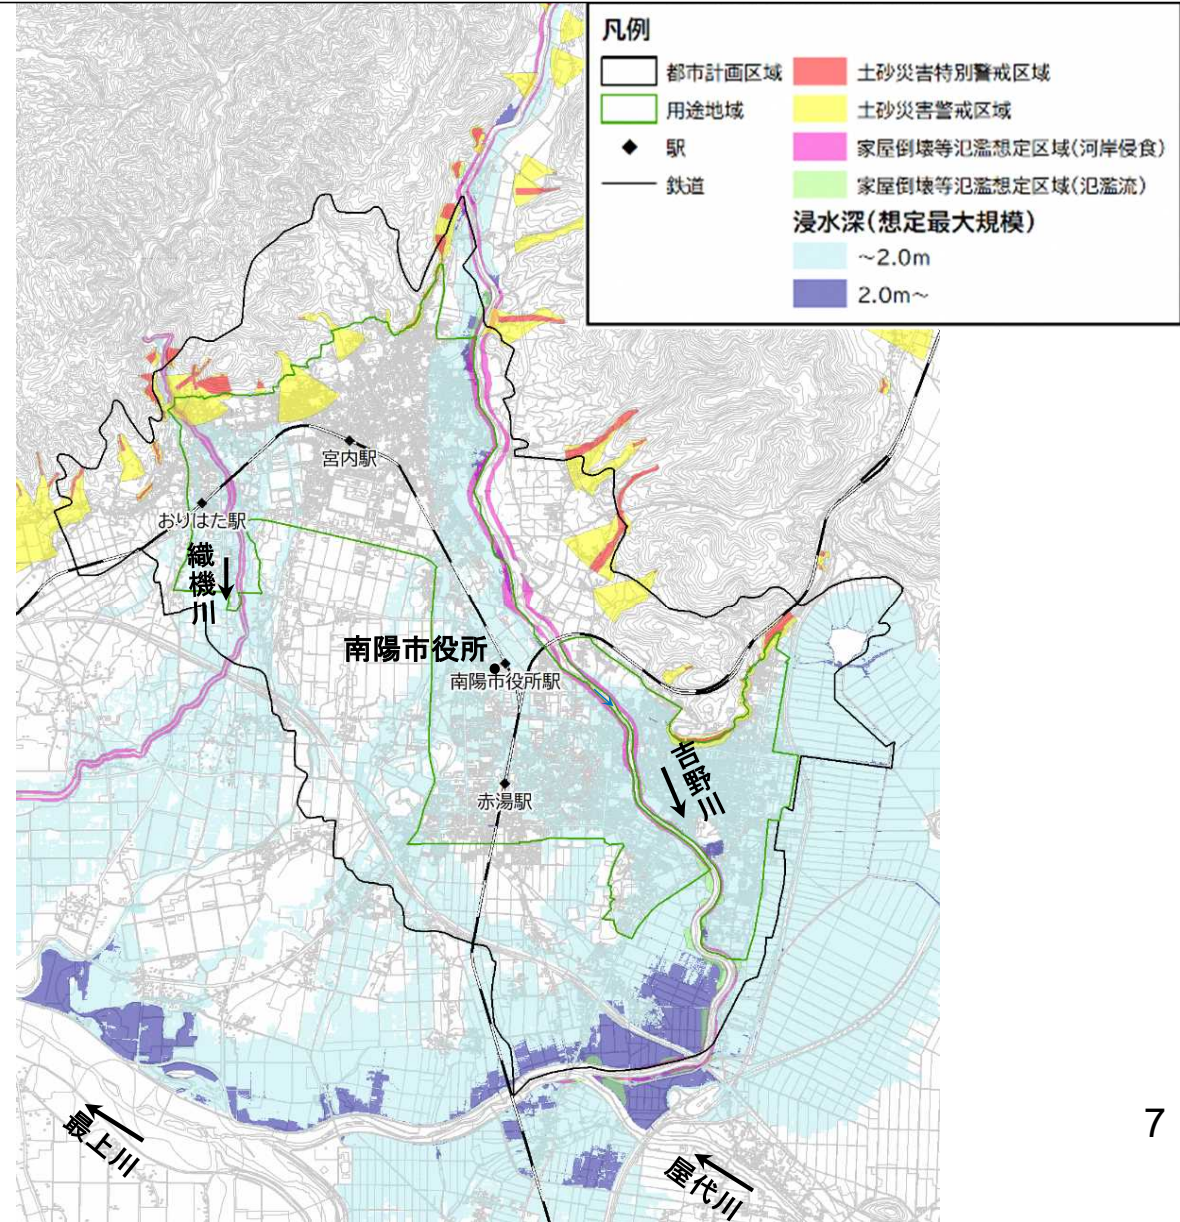 凡例
都市計画区域
用途地域
駅
鉄道
土砂災害特別警戒区域
土砂災害警戒区域
家屋倒壊等氾濫想定区域(河岸侵食)
家屋倒壊等氾濫想定区域(氾濫流)
浸水深(想定最大規模)
～2.0m
2.0m～
宮内駅
おりはた駅
織機川
南陽市役所
南陽市役所駅
吉野川
赤湯駅
最上川
屋代川
7